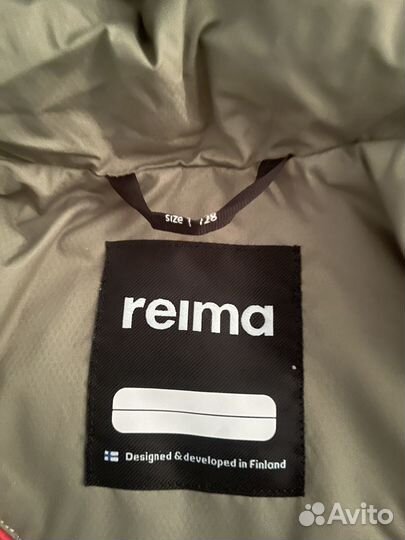 size | 128
reima
Designed & developed in Finland
Avito